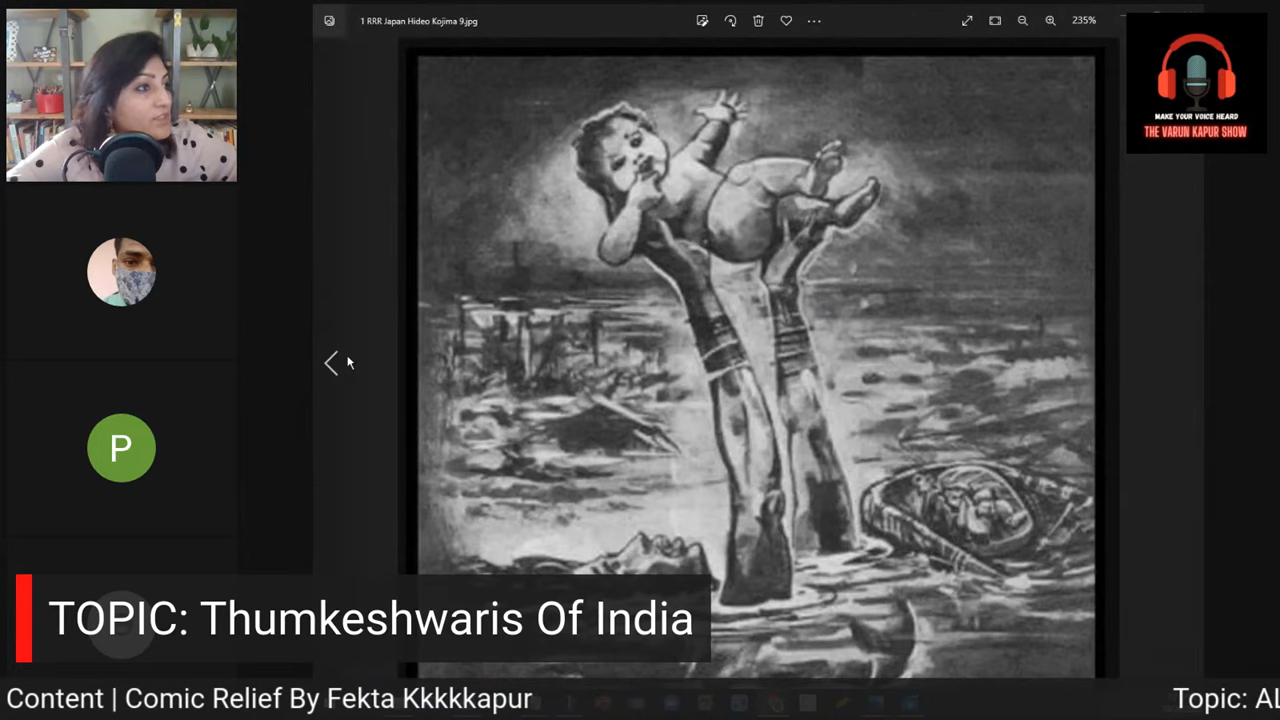 1 RRR Japan Hideo Kojima 9.jpg
235%
MAKE YOUR VOICE HEARD
THE VARUN KAPUR SHOW
P
TOPIC: Thumkeshwaris Of India
Content | Comic Relief By Fekta Kkkkkapur
Topic: AL